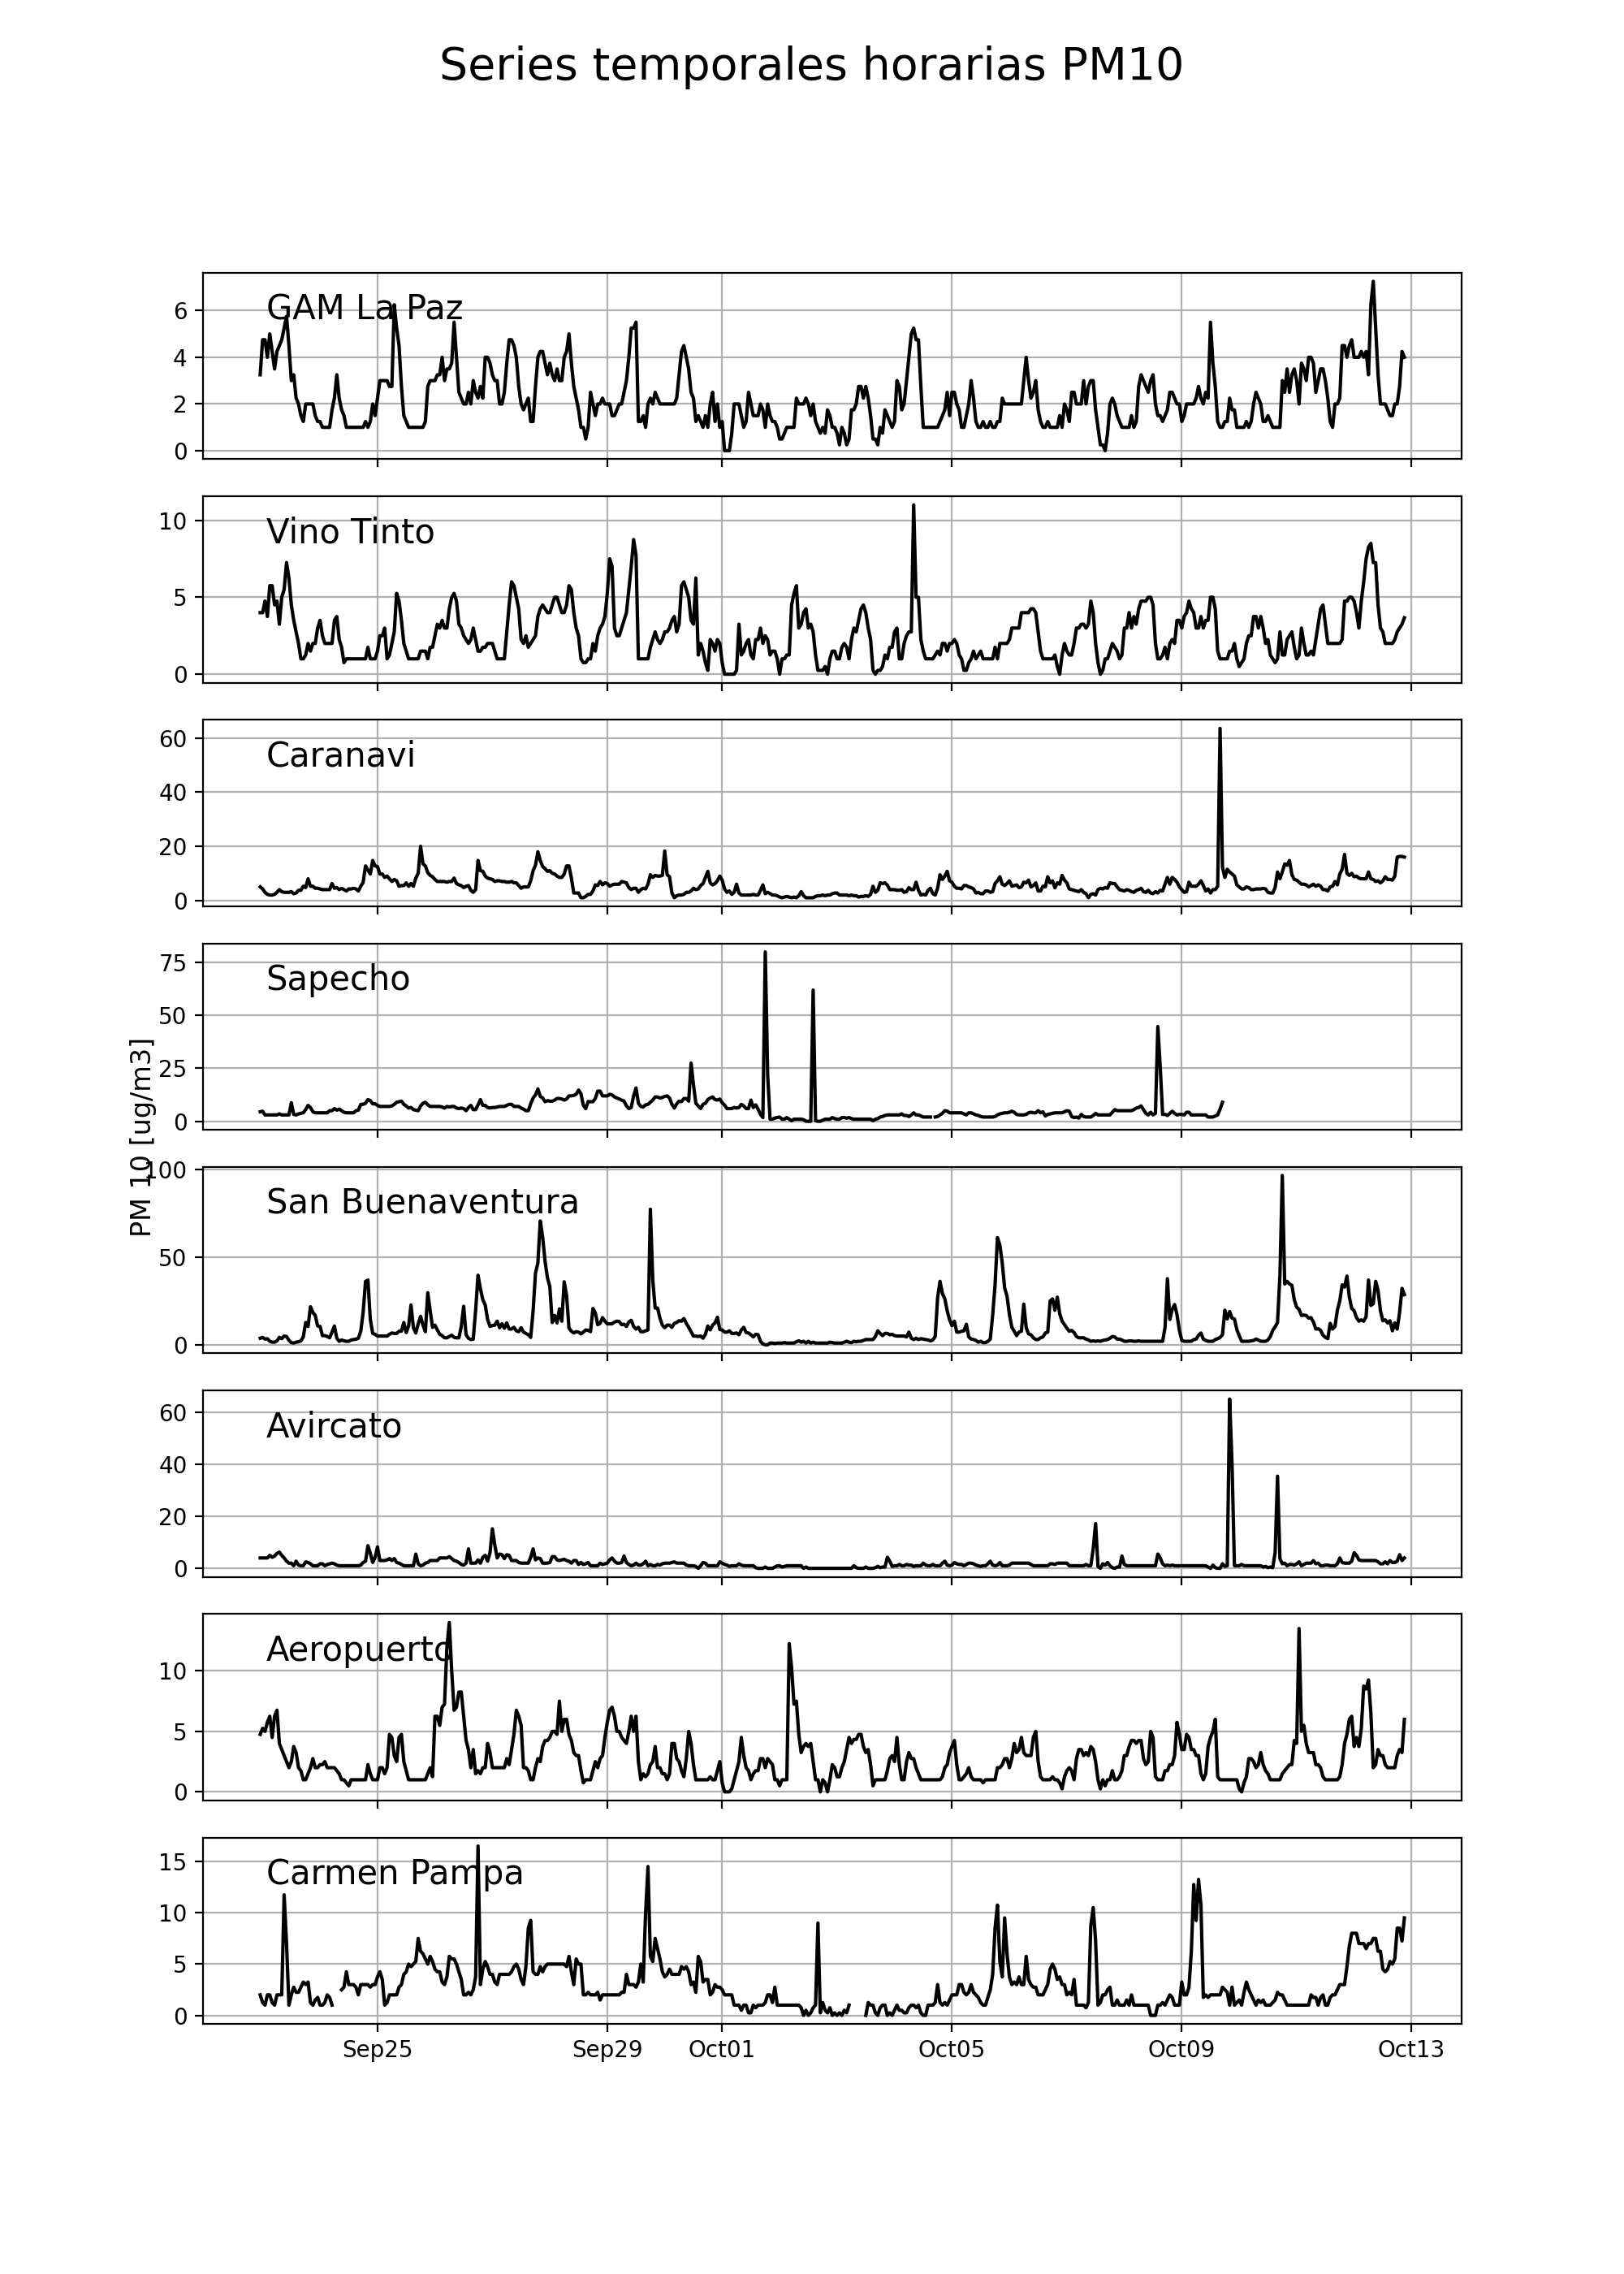 Series temporales horarias PM10
GAM La Paz
6
4
2
0
Vino Tinto
10
5
0
Caranavi
60
40
20
0
Sapecho
75
50
25
0
PM 10 [ug/m3]
San Buenaventura
100
50
0
Avircato
60
40
20
0
Aeropuerto
10
5
0
Carmen Pampa
15
10
5
0
Sep25 Sep29 Oct01 Oct05 Oct09 Oct13